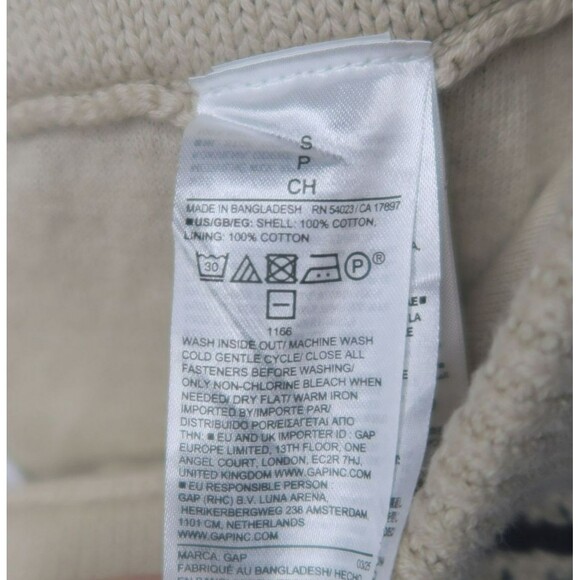 S
P
CH
MADE IN BANGLADESH RN 54023 / CA 17897
■US/GB/EG: SHELL: 100% COTTON,
LINING: 100% COTTON
30 P ®
1166
WASH INSIDE OUT/ MACHINE WASH
COLD GENTLE CYCLE/ CLOSE ALL
FASTENERS BEFORE WASHING/
ONLY NON-CHLORINE BLEACH WHEN
NEEDED/ DRY FLAT/ WARM IRON
IMPORTED BY/IMPORTE PAR/
DISTRIBUIDO POR/ΕΙΣΑΓΕΤΑΙ ΑΠΟ
ΤΗΝ: ■ EU AND UK IMPORTER ID : GAP
EUROPE LIMITED, 13TH FLOOR, ONE
ANGEL COURT, LONDON, EC2R 7HJ,
UNITED KINGDOM WWW.GAPINC.COM
■ EU RESPONSIBLE PERSON
GAP (RHC) B.V. LUNA ARENA,
HERIKERBERGWEG 238 AMSTERDAM,
1101 CM, NETHERLANDS
WWW.GAPINC.COM
MARCA. GAP
FABRIQUÉ AU BANGLADESH/ HECHO